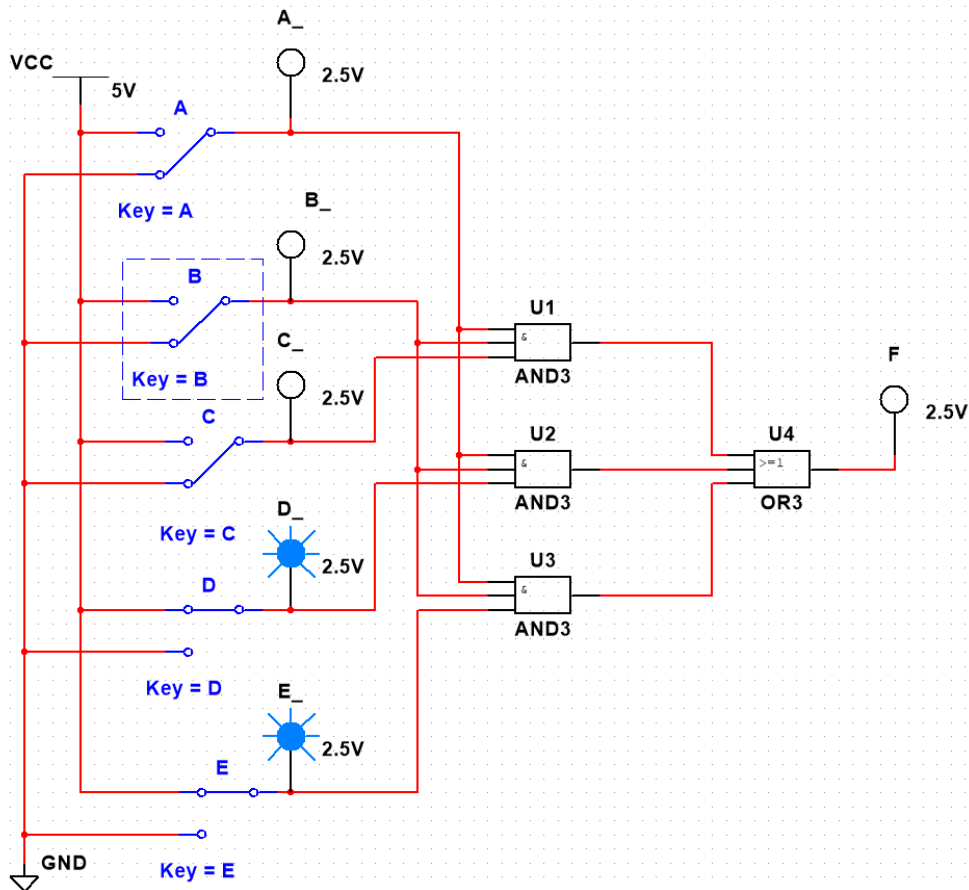 A_
VCC
2.5V
5V
A
Key = A
B_
B
2.5V
Key = B
C_
2.5V
C
Key = C
D_
2.5V
D
Key = D
E_
2.5V
E
Key = E
GND
U1
&
AND3
U2
&
AND3
U3
&
AND3
U4
>=1
OR3
F
2.5V